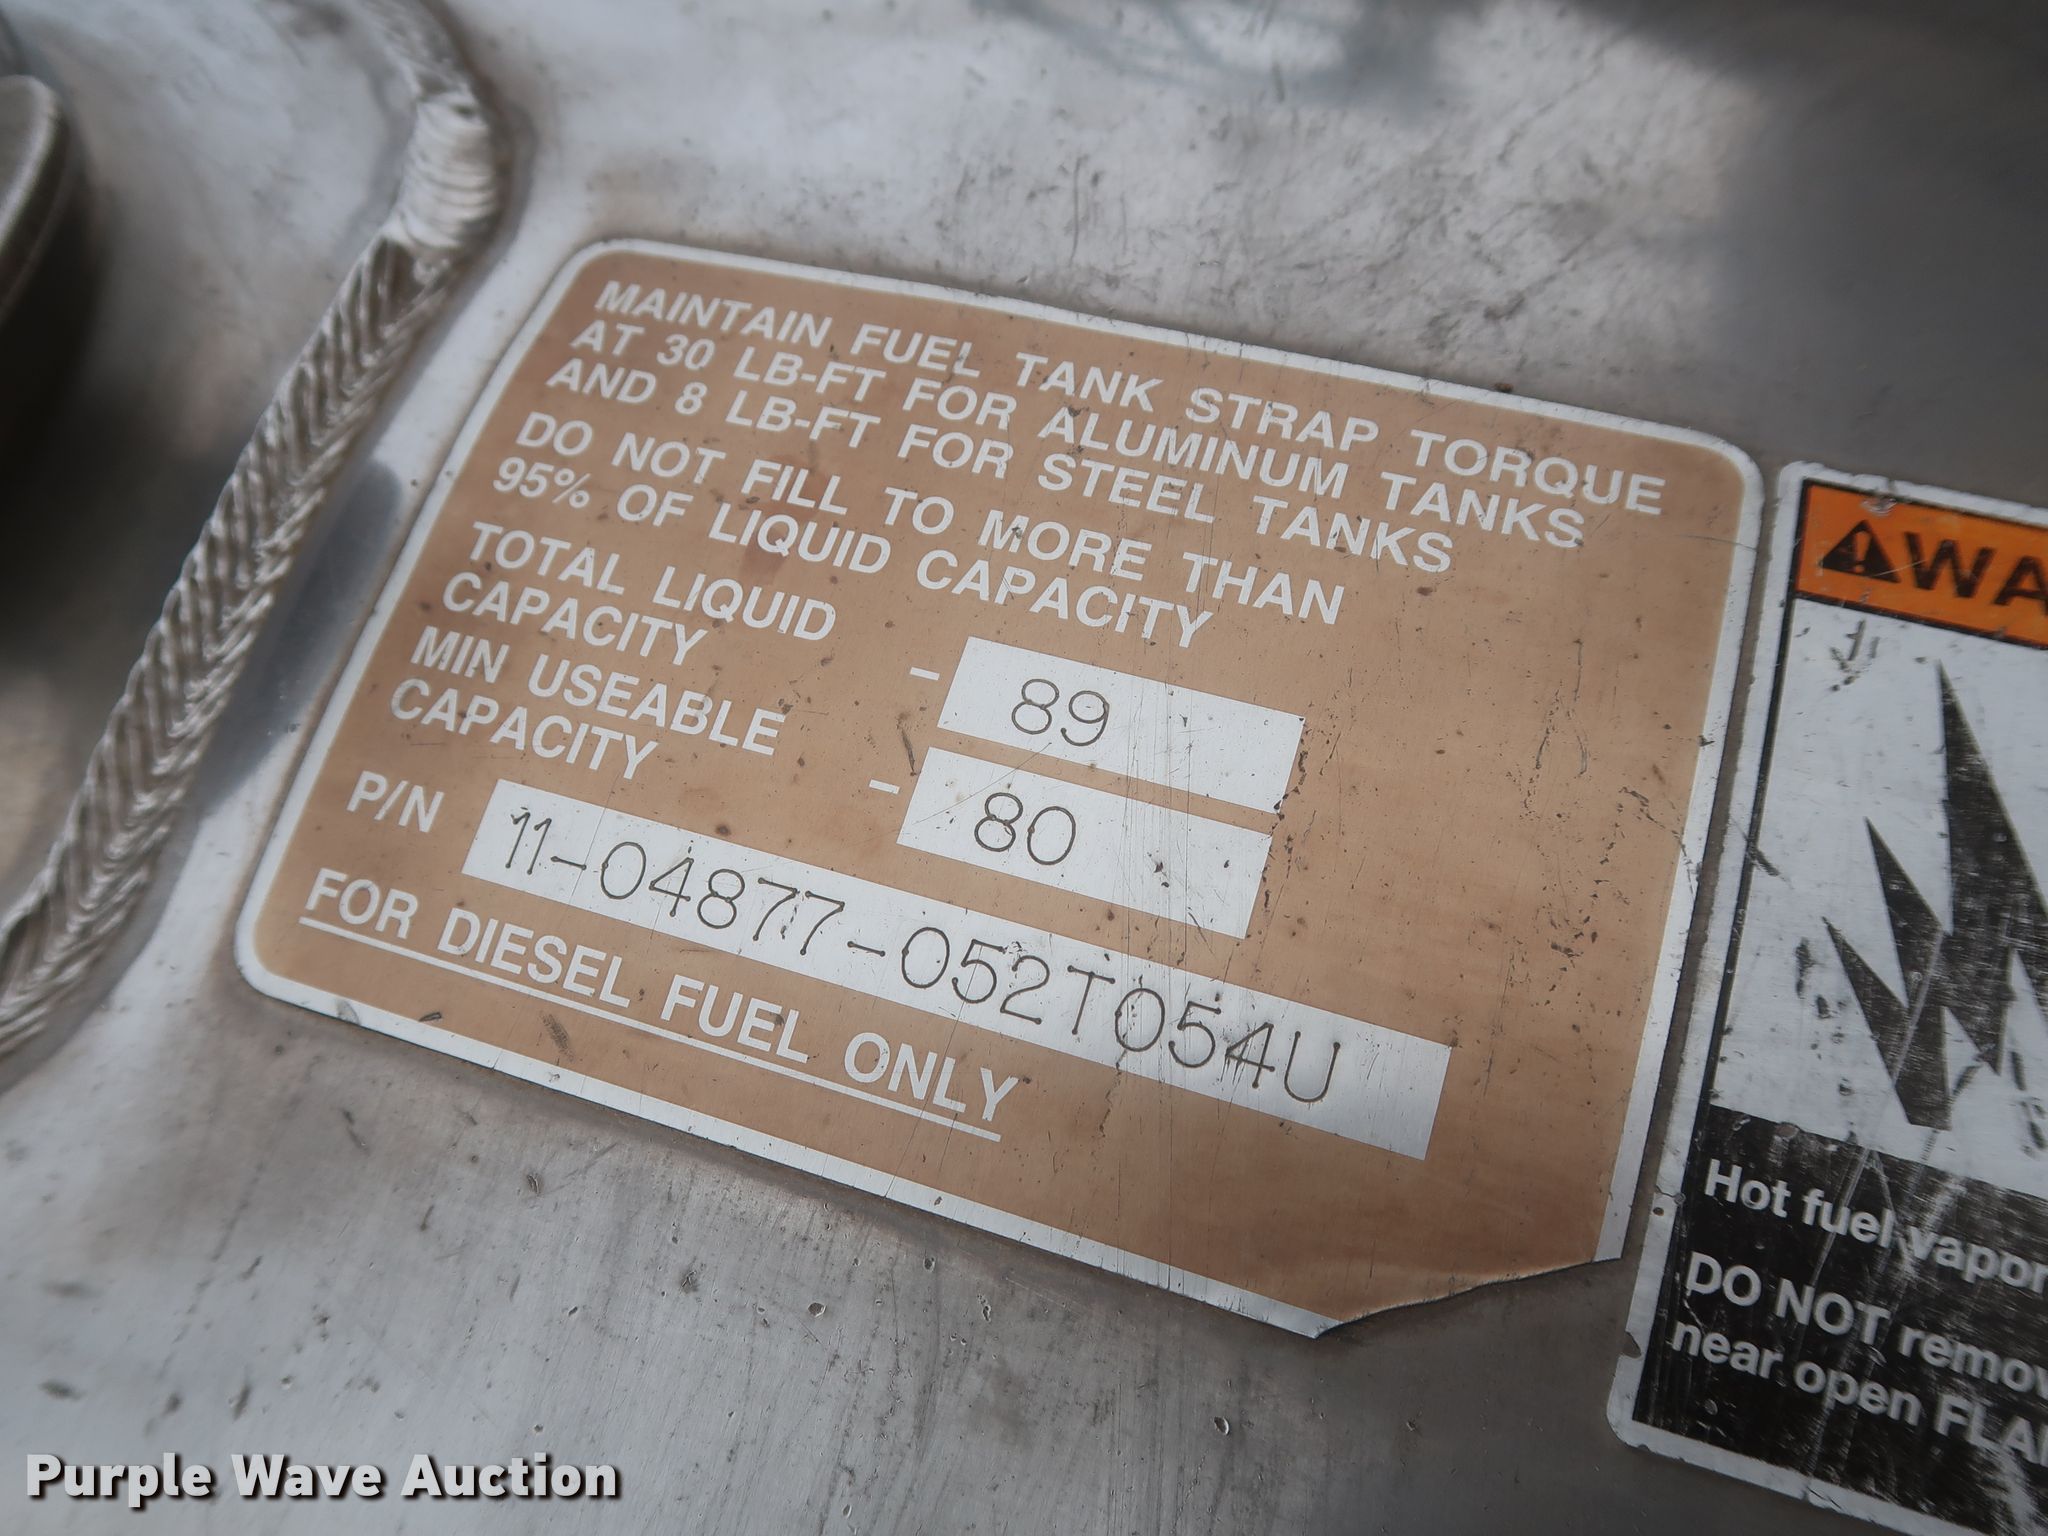 MAINTAIN FUEL TANK STRAP TORQUE
AT 30 LB-FT FOR ALUMINUM TANKS
AND 8 LB-FT FOR STEEL TANKS
DO NOT FILL TO MORE THAN
95% OF LIQUID CAPACITY
TOTAL LIQUID
CAPACITY - 89
MIN USEABLE
CAPACITY - 80
P/N 11-04877-052T054U
FOR DIESEL FUEL ONLY
WA
Hot fuel vapor
DO NOT remov
near open FLA
Purple Wave Auction